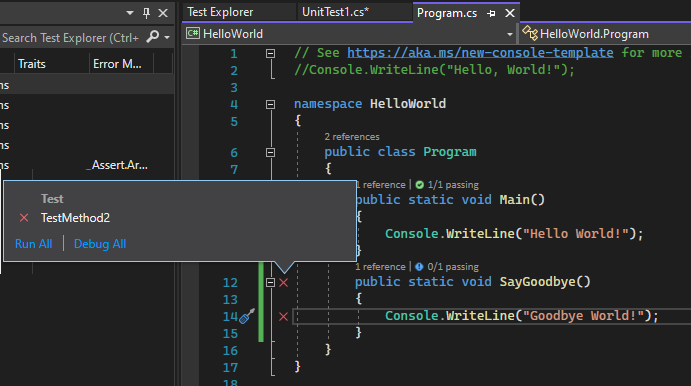 Test Explorer
UnitTest1.cs*
Program.cs
Search Test Explorer (Ctrl+
HelloWorld
HelloWorld.Program
Traits
Error M...
ns
ns
ns
ns
_Assert.Ar...
1 // See https://aka.ms/new-console-template for more
2 //Console.WriteLine("Hello, World!");
3
4 namespace HelloWorld
5 {
2 references
6 public class Program
7 {
1 reference | 1/1 passing
public static void Main()
{
Console.WriteLine("Hello World!");
}
Test
TestMethod2
Run All | Debug All
1 reference | 0/1 passing
12 public static void SayGoodbye()
13 {
14 Console.WriteLine("Goodbye World!");
15 }
16 }
17 }
18